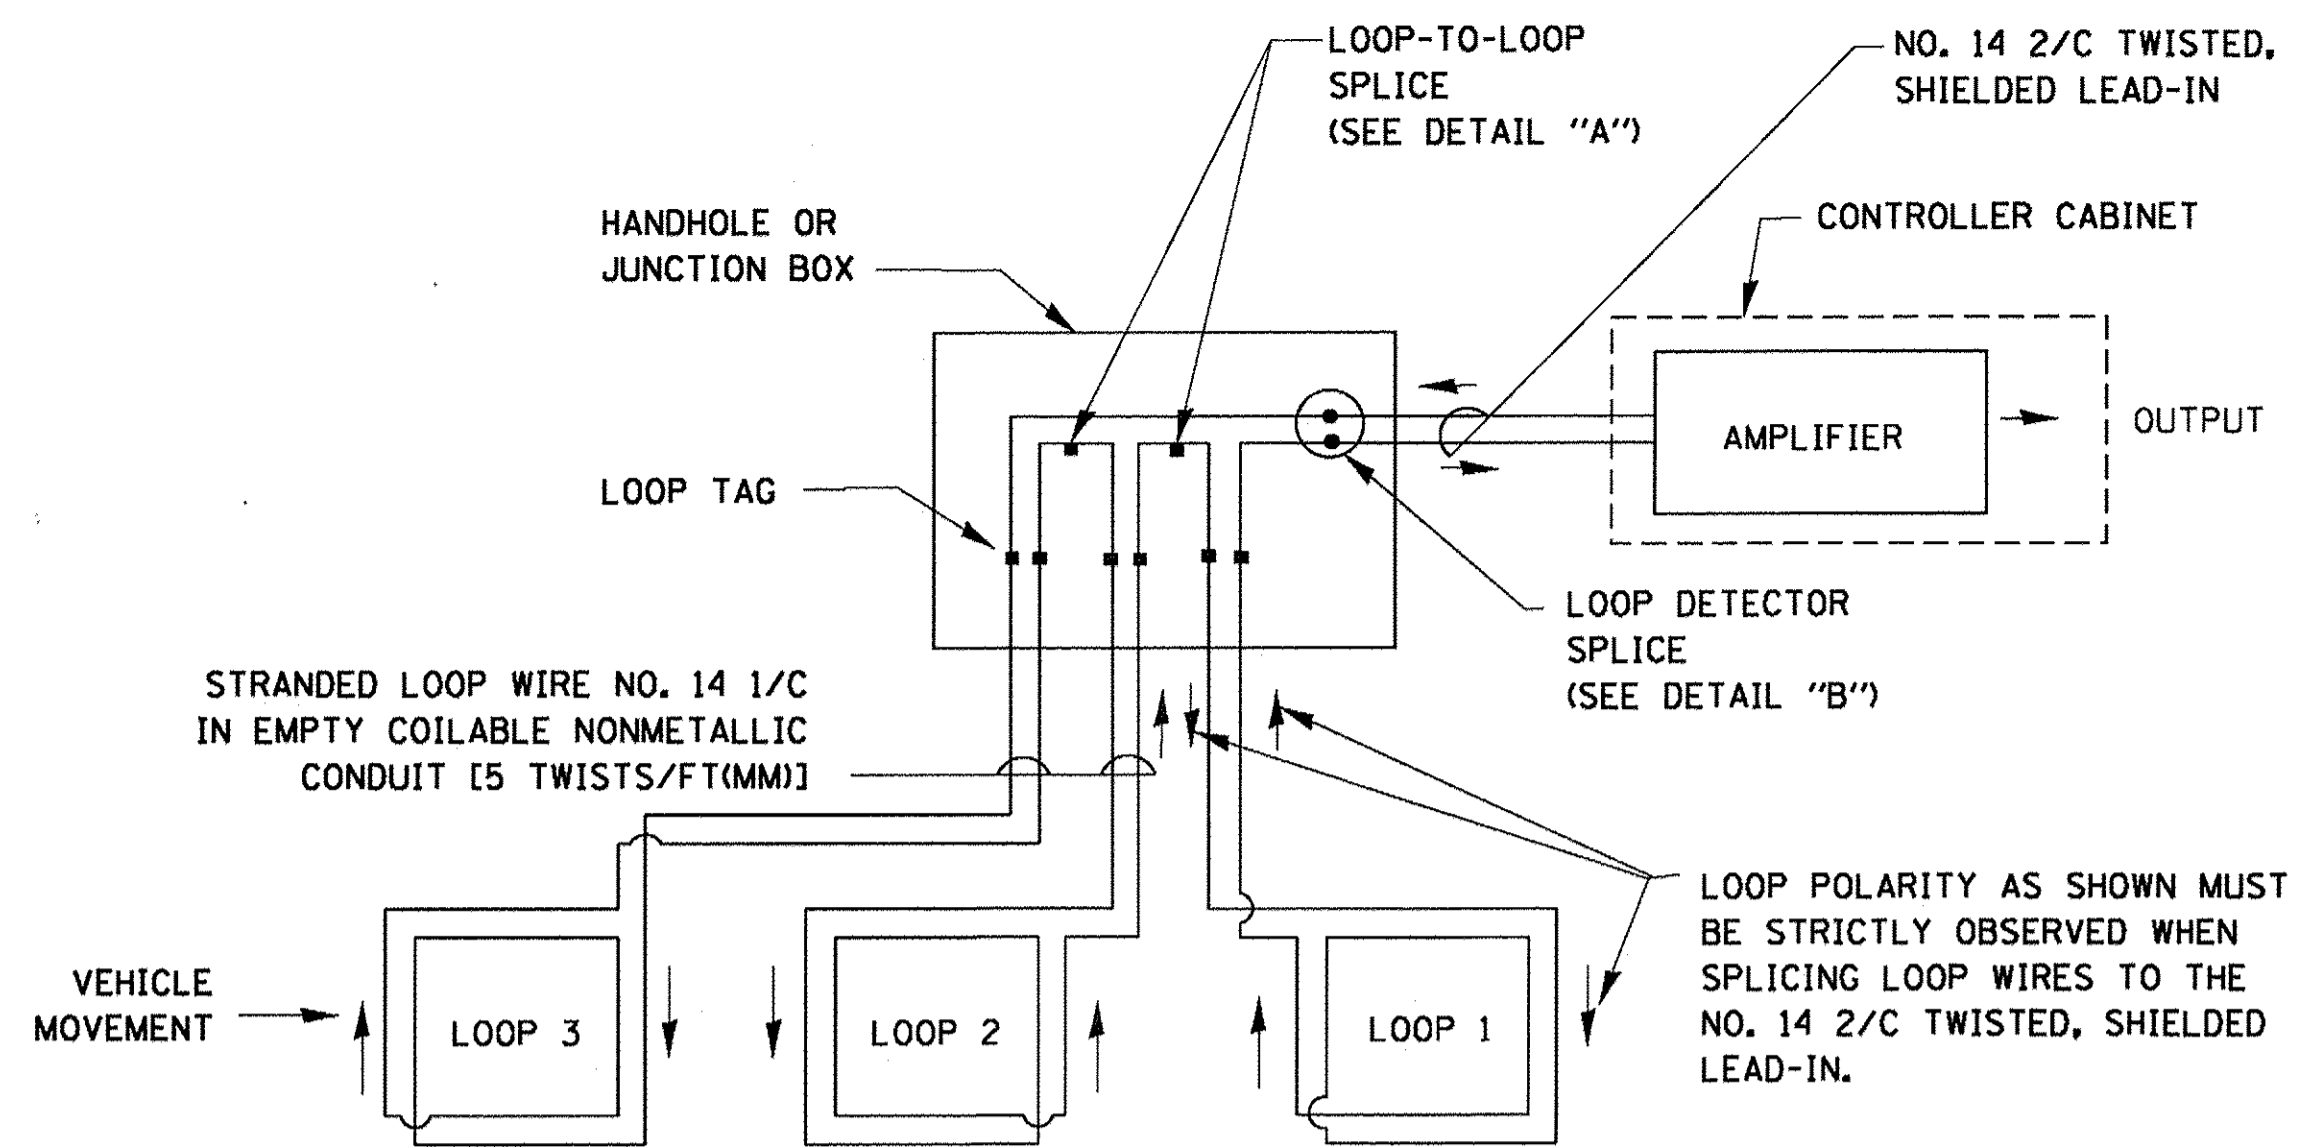 LOOP-TO-LOOP
SPLICE
(SEE DETAIL "A")
NO. 14 2/C TWISTED,
SHIELDED LEAD-IN
HANDHOLE OR
JUNCTION BOX
CONTROLLER CABINET
AMPLIFIER
OUTPUT
LOOP TAG
LOOP DETECTOR
SPLICE
(SEE DETAIL "B")
STRANDED LOOP WIRE NO. 14 1/C
IN EMPTY COILABLE NONMETALLIC
CONDUIT [5 TWISTS/FT(MM)]
LOOP POLARITY AS SHOWN MUST
BE STRICTLY OBSERVED WHEN
SPLICING LOOP WIRES TO THE
NO. 14 2/C TWISTED, SHIELDED
LEAD-IN.
VEHICLE
MOVEMENT
LOOP 3
LOOP 2
LOOP 1